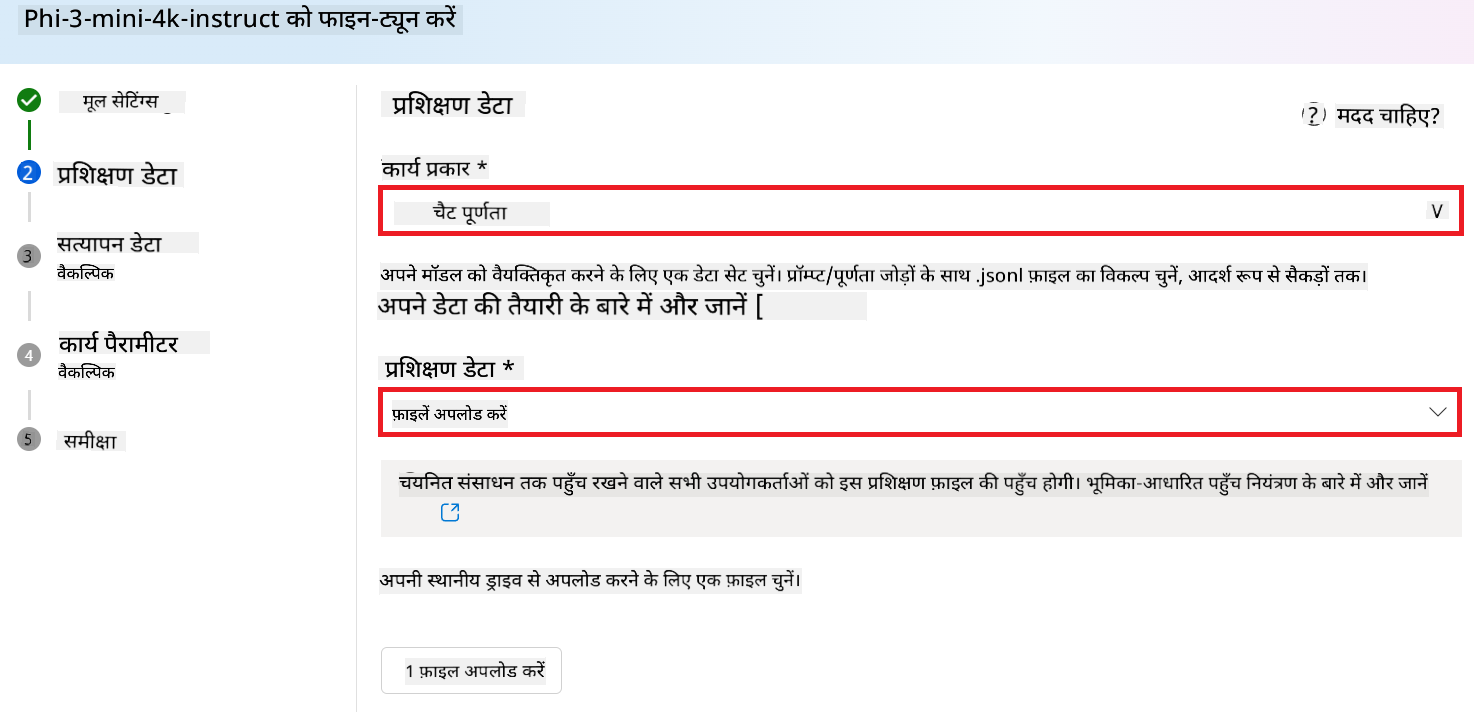 Phi-3-mini-4k-instruct को फाइन-ट्यून करें
मूल सेटिंग्स
2
प्रशिक्षण डेटा
3
सत्यापन डेटा
वैकल्पिक
4
कार्य पैरामीटर
वैकल्पिक
5
समीक्षा
प्रशिक्षण डेटा
? मदद चाहिए?
कार्य प्रकार *
चैट पूर्णता V
अपने मॉडल को वैयक्तिकृत करने के लिए एक डेटा सेट चुनें। प्रॉम्प्ट/पूर्णता जोड़ों के साथ .jsonl फ़ाइल का विकल्प चुनें, आदर्श रूप से सैकड़ों तक।
अपने डेटा की तैयारी के बारे में और जानें [
प्रशिक्षण डेटा *
फ़ाइलें अपलोड करें
चयनित संसाधन तक पहुँच रखने वाले सभी उपयोगकर्ताओं को इस प्रशिक्षण फ़ाइल की पहुँच होगी। भूमिका-आधारित पहुँच नियंत्रण के बारे में और जानें
अपनी स्थानीय ड्राइव से अपलोड करने के लिए एक फ़ाइल चुनें।
1 फ़ाइल अपलोड करें